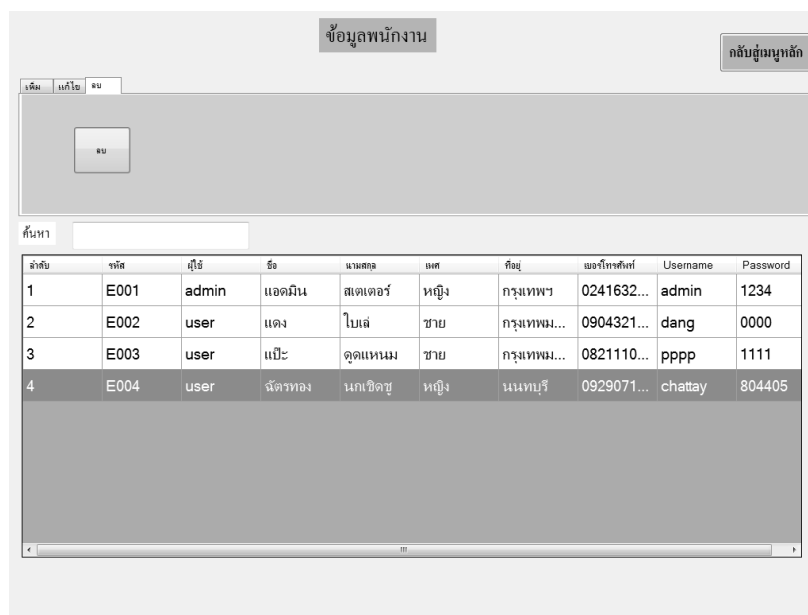 ข้อมูลพนักงาน
กลับสู่เมนูหลัก
เพิ่ม แก้ไข ลบ
ลบ
ค้นหา
ลำดับ รหัส ผู้ใช้ ชื่อ นามสกุล เพศ ที่อยู่ เบอร์โทรศัพท์ Username Password
1 E001 admin แอดมิน สเตเตอร์ หญิง กรุงเทพฯ 0241632... admin 1234
2 E002 user แดง ใบเล่ ชาย กรุงเทพม... 0904321... dang 0000
3 E003 user แป๊ะ ดูดแหนม ชาย กรุงเทพม... 0821110... pppp 1111
4 E004 user ฉัตรทอง นกเขิดชู หญิง นนทบุรี 0929071... chattay 804405